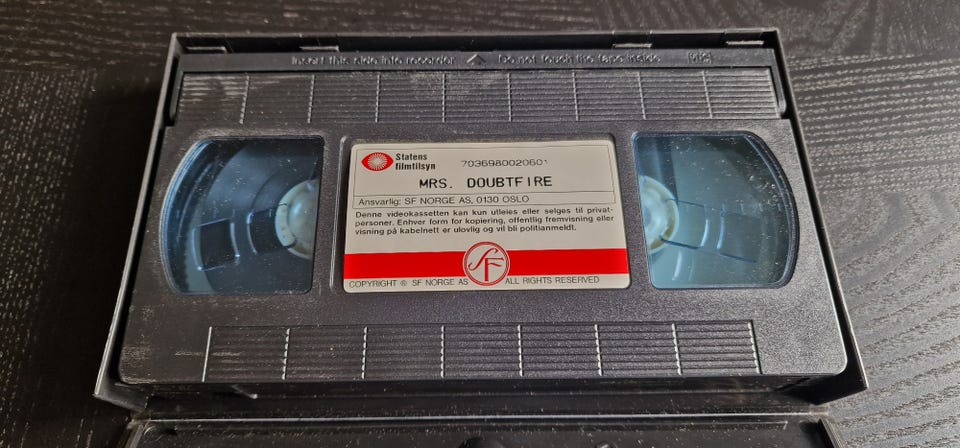 Insert this side into recorder
Do not touch the tape inside
Statens
filmtilsyn
7036980020601
MRS. DOUBTFIRE
Ansvarlig: SF NORGE AS, 0130 OSLO
Denne videokassetten kan kun utleies eller selges til privat-
personer. Enhver form for kopiering, offentlig fremvisning eller
visning på kabelnett er ulovlig og vil bli politianmeldt.
SF
COPYRIGHT ® SF NORGE AS
ALL RIGHTS RESERVED